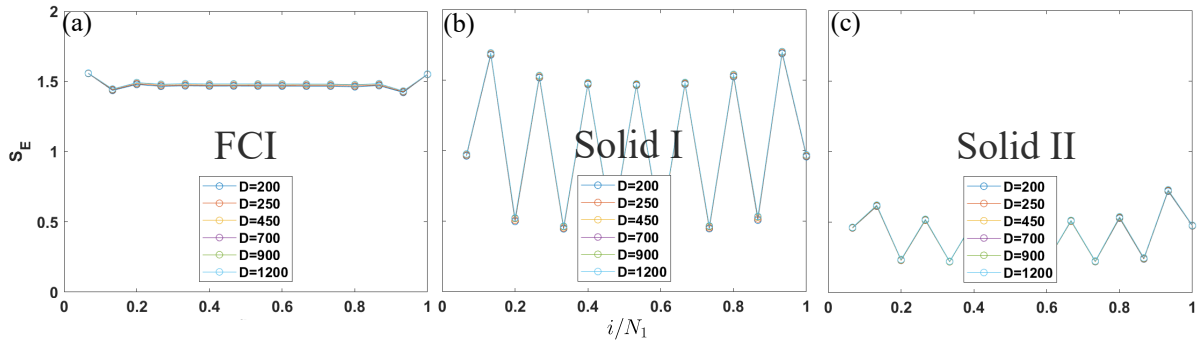 (a)
(b)
(c)
2
1.5
1
0.5
0
S_E
FCI
Solid I
Solid II
D=200
D=250
D=450
D=700
D=900
D=1200
D=200
D=250
D=450
D=700
D=900
D=1200
D=200
D=250
D=450
D=700
D=900
D=1200
0 0.2 0.4 0.6 0.8 1
0 0.2 0.4 0.6 0.8 1
0 0.2 0.4 0.6 0.8 1
i/N₁